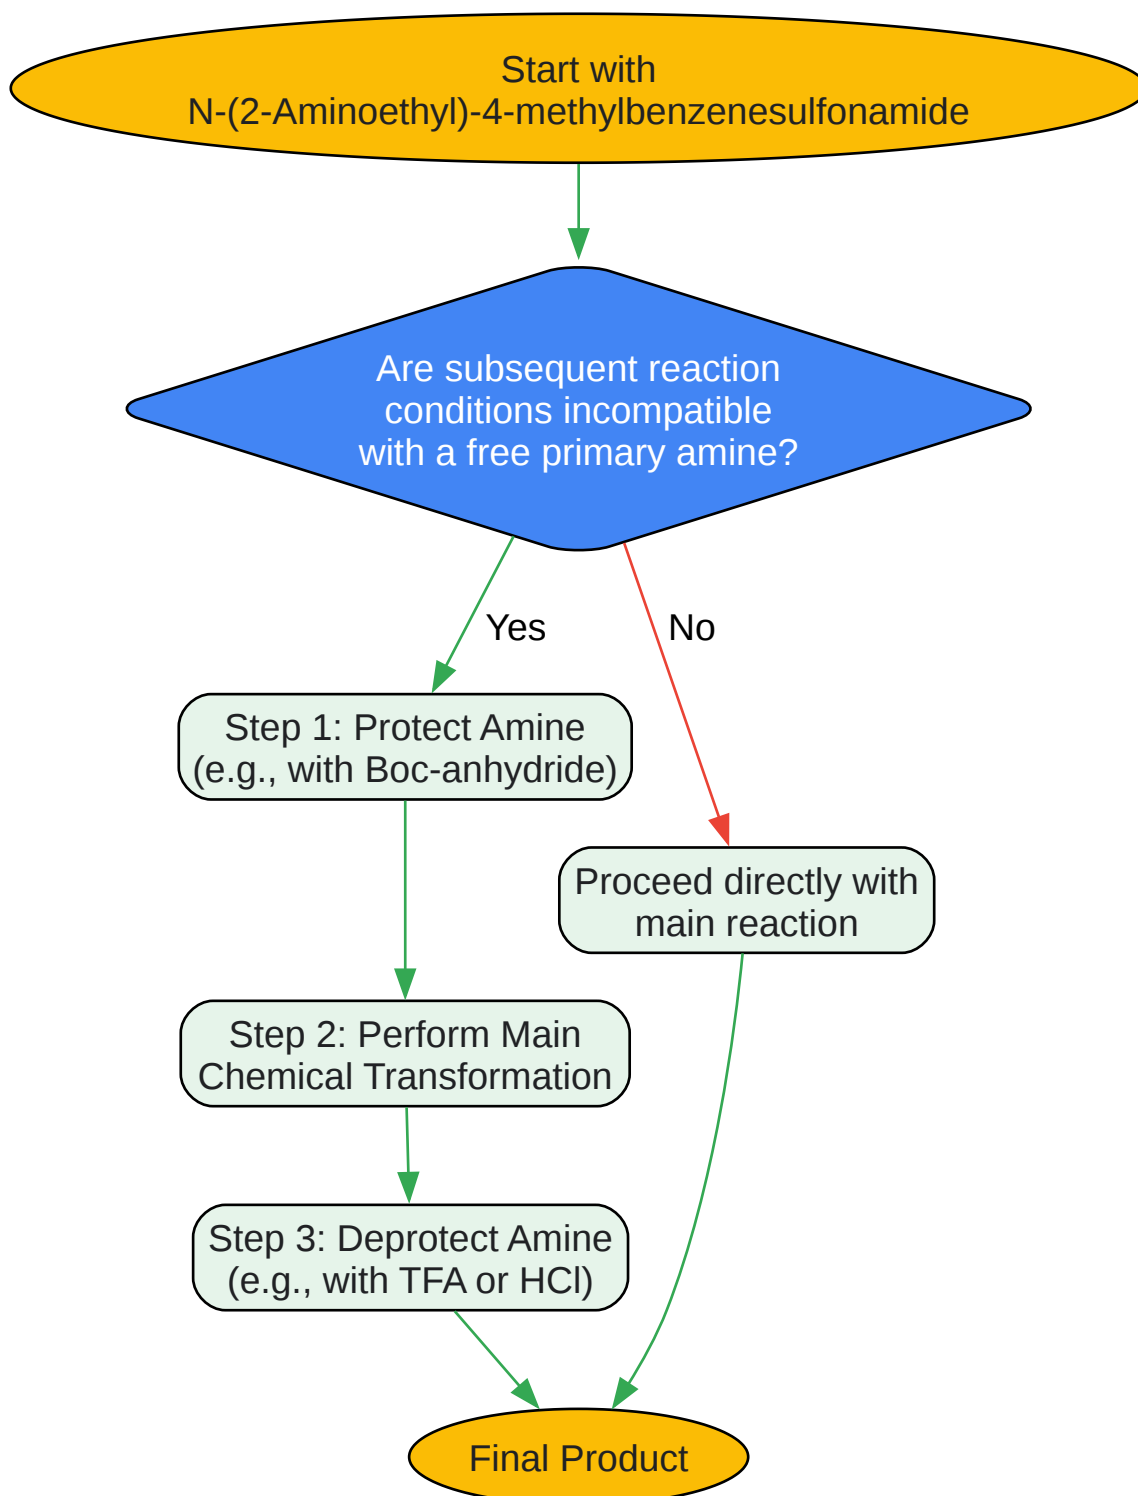 Start with
N-(2-Aminoethyl)-4-methylbenzenesulfonamide
Are subsequent reaction
conditions incompatible
with a free primary amine?
Yes
No
Step 1: Protect Amine
(e.g., with Boc-anhydride)
Proceed directly with
main reaction
Step 2: Perform Main
Chemical Transformation
Step 3: Deprotect Amine
(e.g., with TFA or HCl)
Final Product